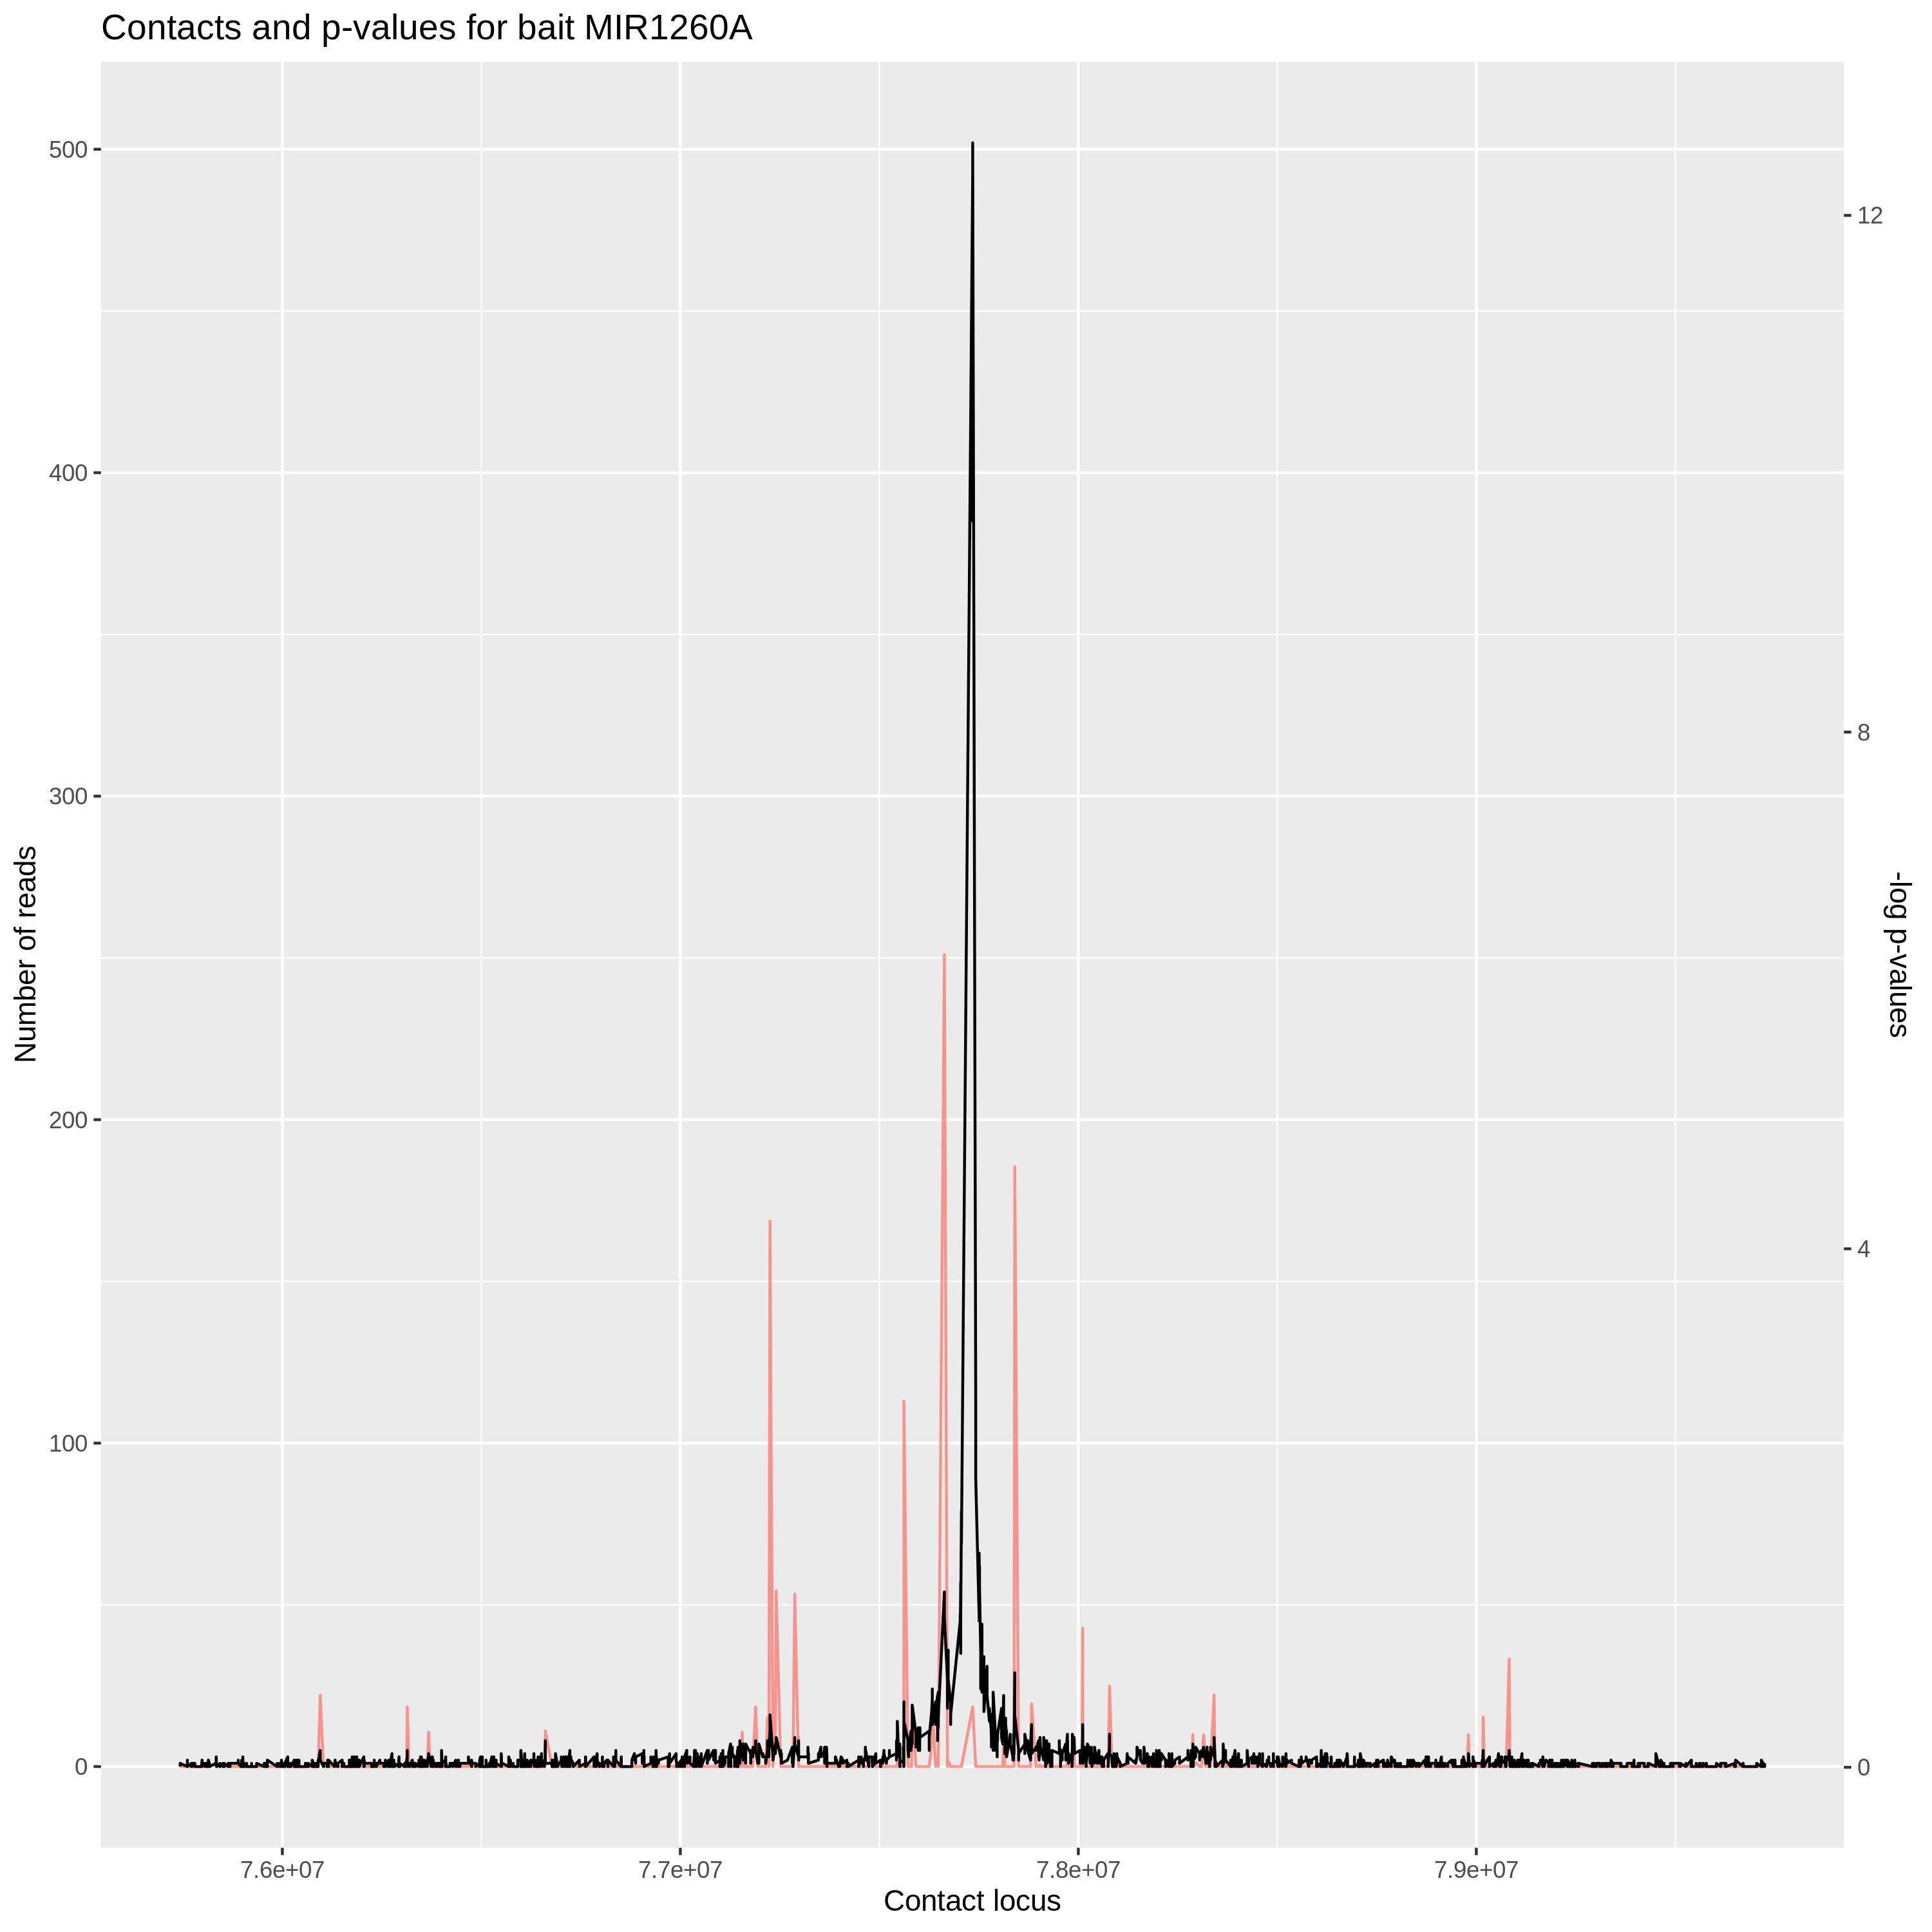 Contacts and p-values for bait MIR1260A
500
400
300
200
100
0
Number of reads
12
8
4
0
-log p-values
7.6e+07 7.7e+07 7.8e+07 7.9e+07
Contact locus